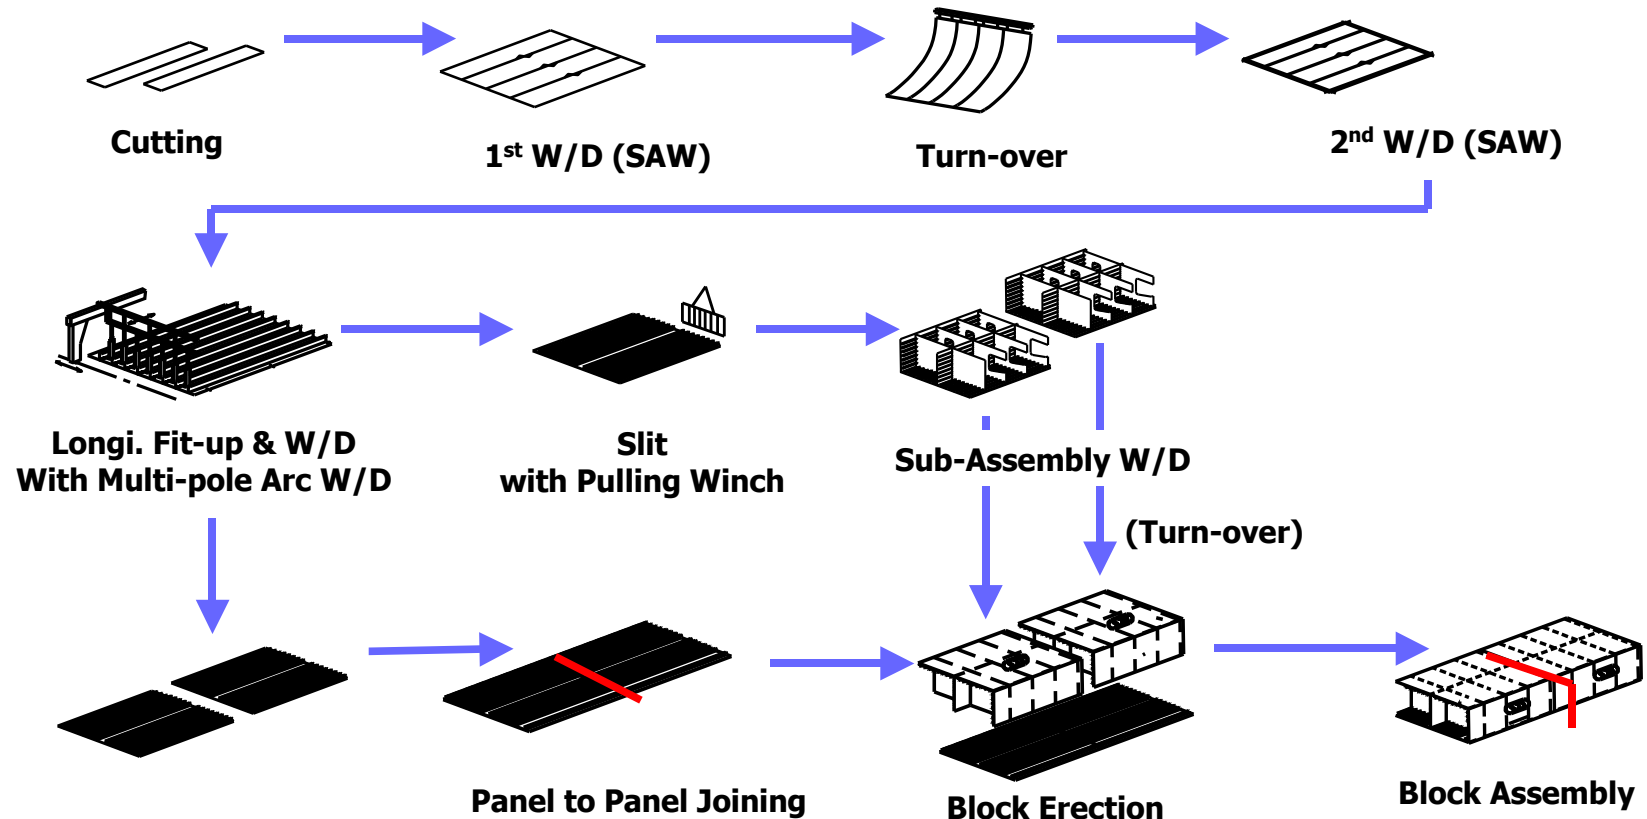 Cutting
1st W/D (SAW)
Turn-over
2nd W/D (SAW)
Longi. Fit-up & W/D
With Multi-pole Arc W/D
Slit
with Pulling Winch
Sub-Assembly W/D
(Turn-over)
Panel to Panel Joining
Block Erection
Block Assembly